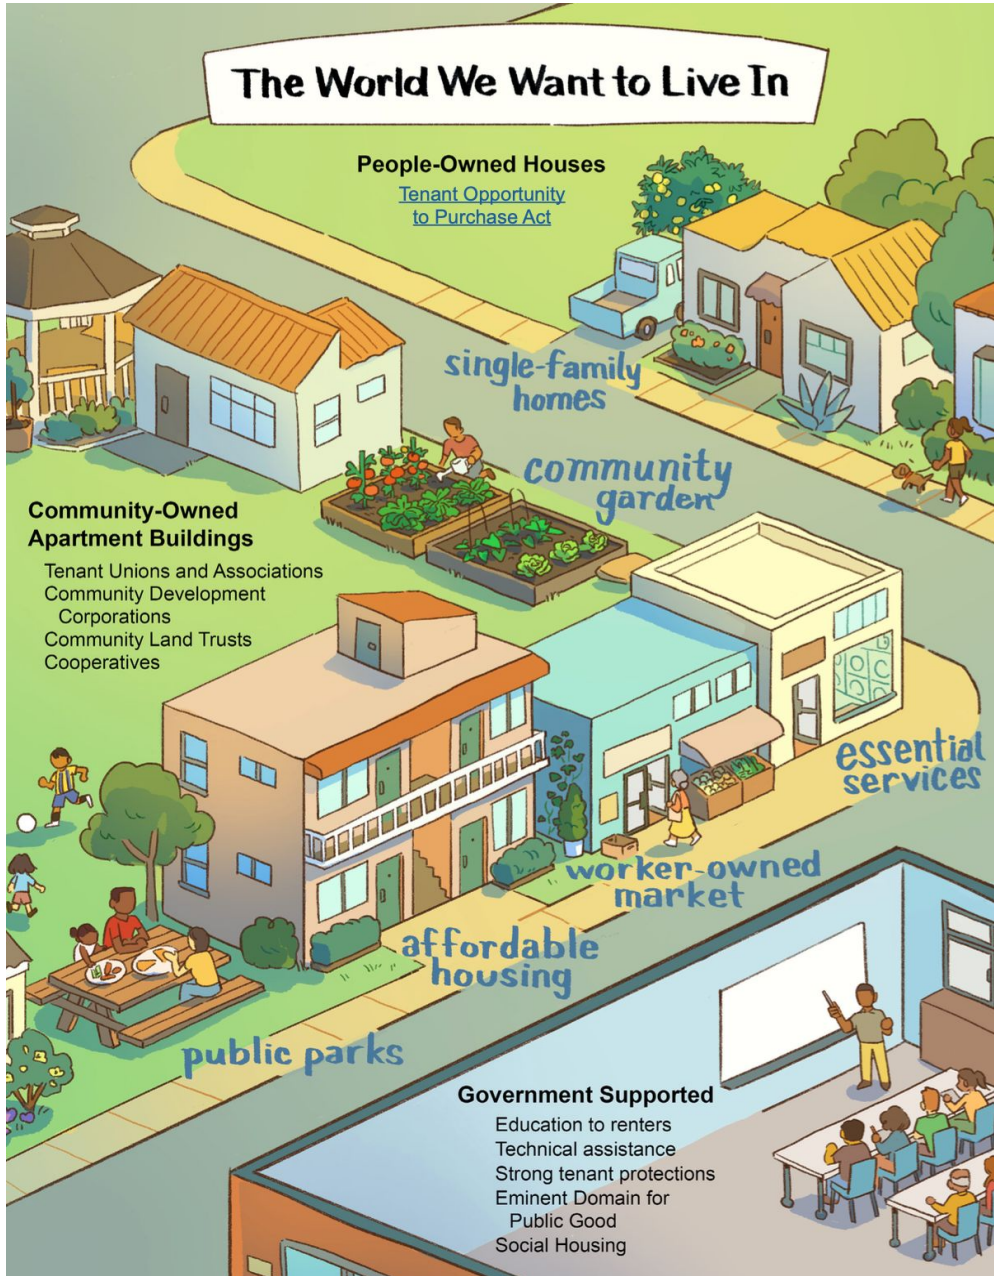 The World We Want to Live In
People-Owned Houses
Tenant Opportunity
to Purchase Act
single-family
homes
community
garden
Community-Owned
Apartment Buildings
Tenant Unions and Associations
Community Development
Corporations
Community Land Trusts
Cooperatives
essential
services
worker-owned
market
affordable
housing
public parks
Government Supported
Education to renters
Technical assistance
Strong tenant protections
Eminent Domain for
Public Good
Social Housing